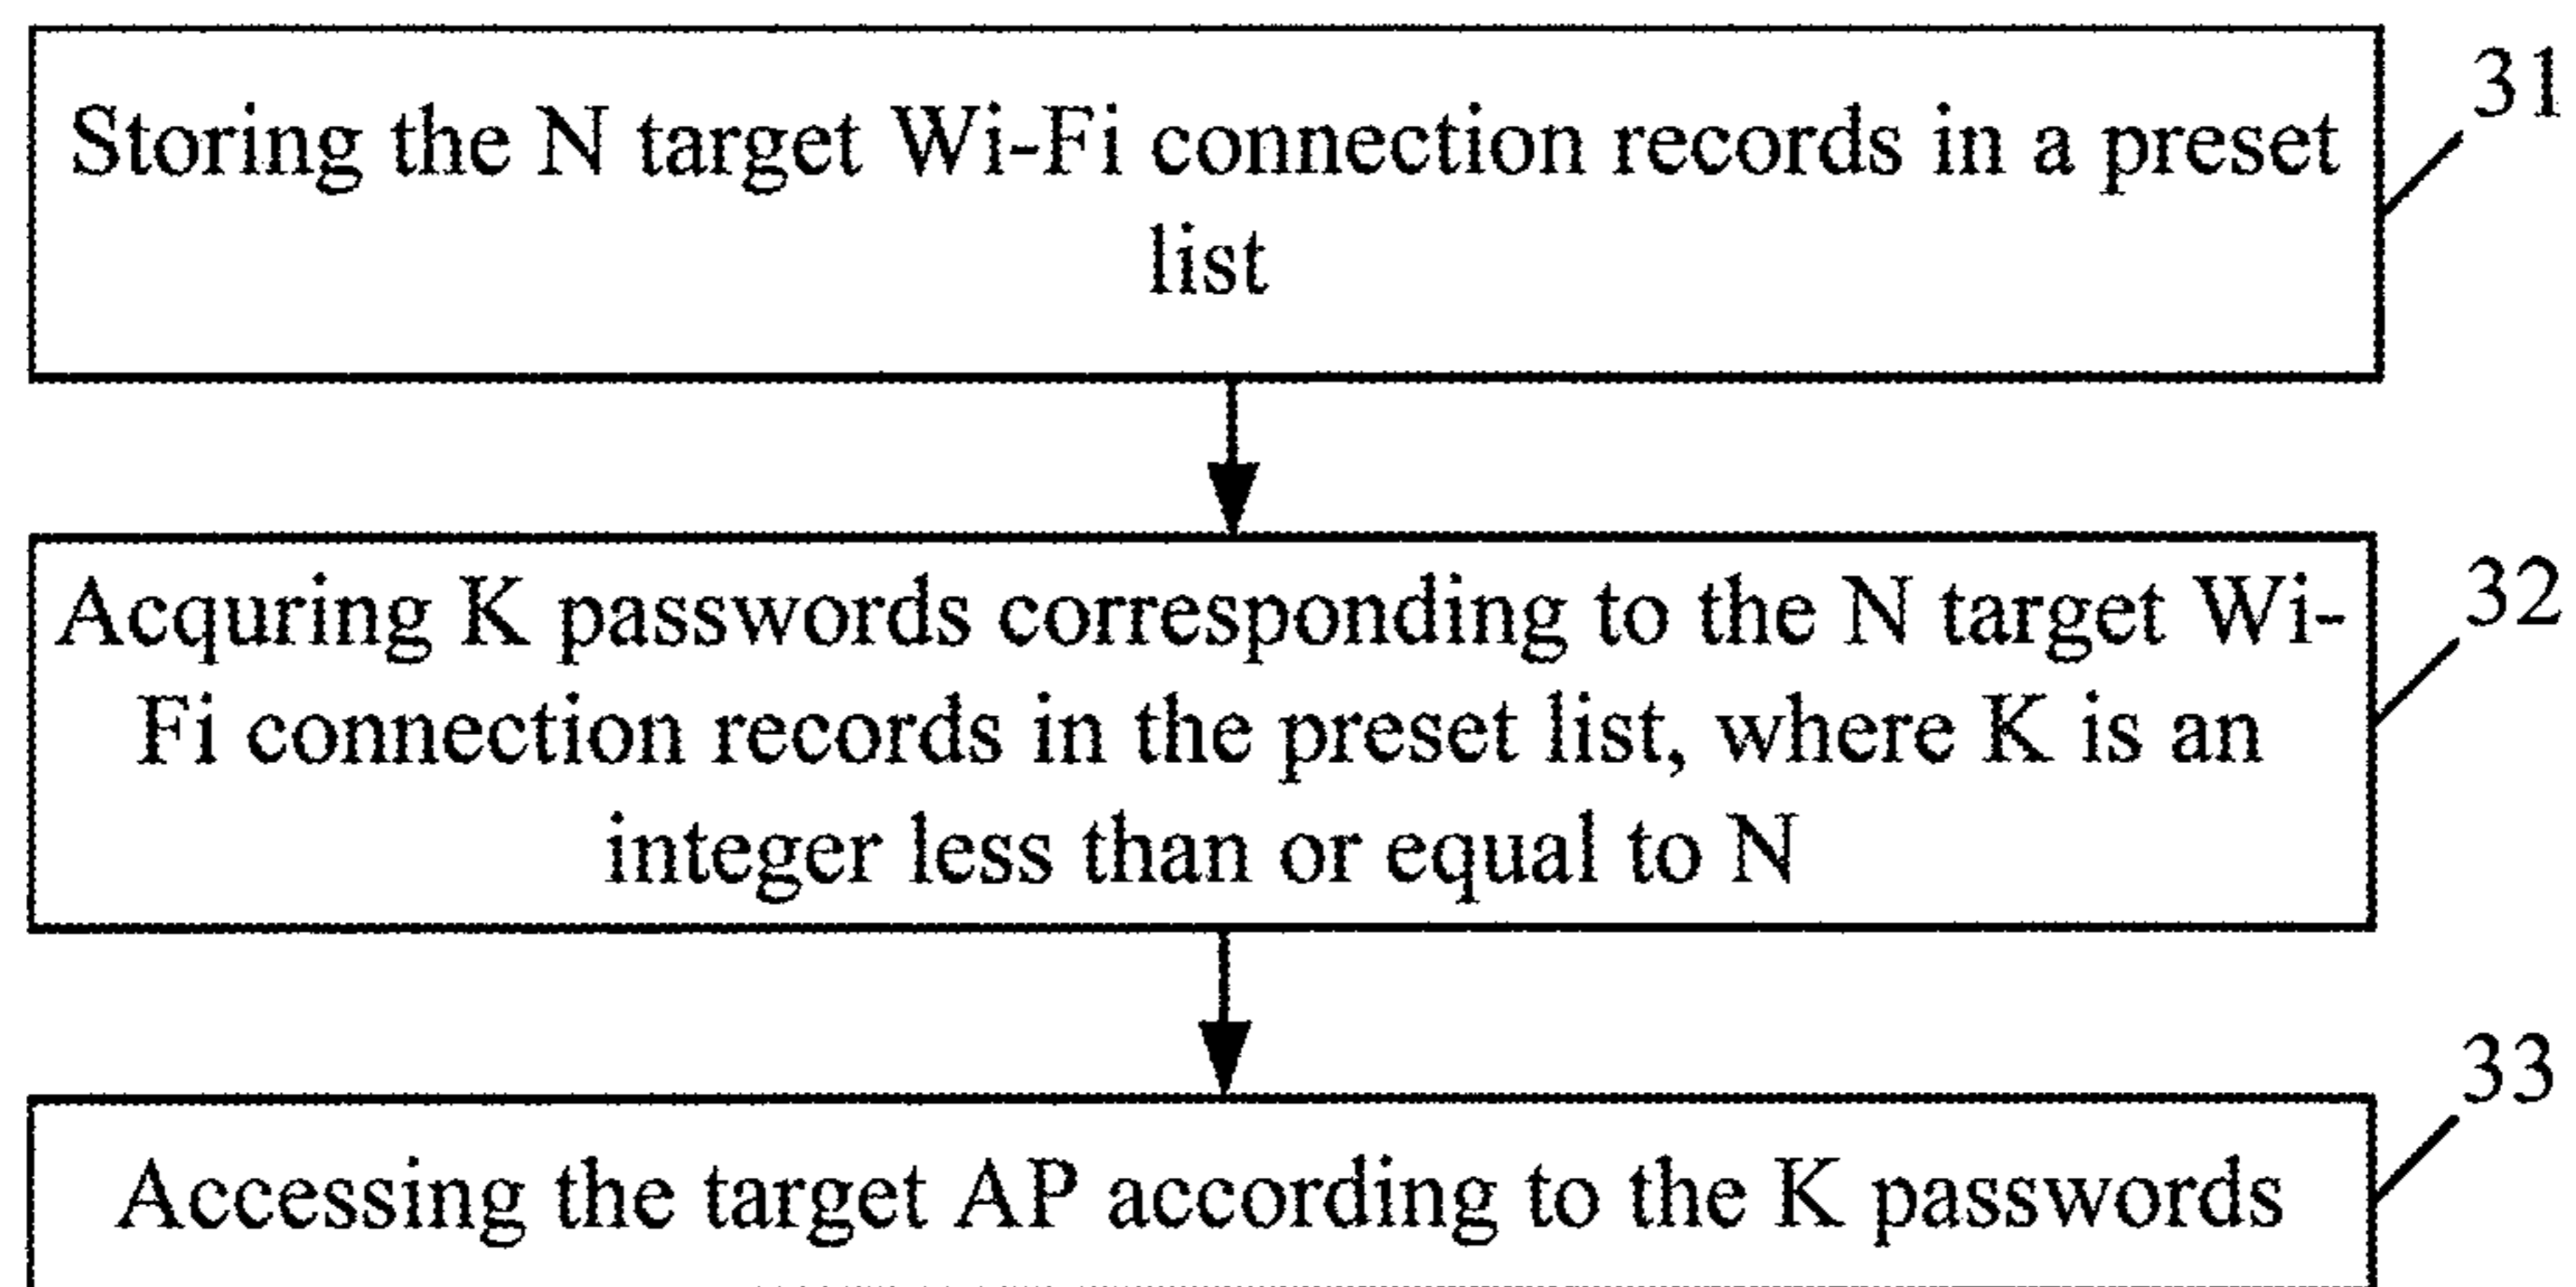 Storing the N target Wi-Fi connection records in a preset
list
31
Acquring K passwords corresponding to the N target Wi-
Fi connection records in the preset list, where K is an
integer less than or equal to N
32
Accessing the target AP according to the K passwords
33